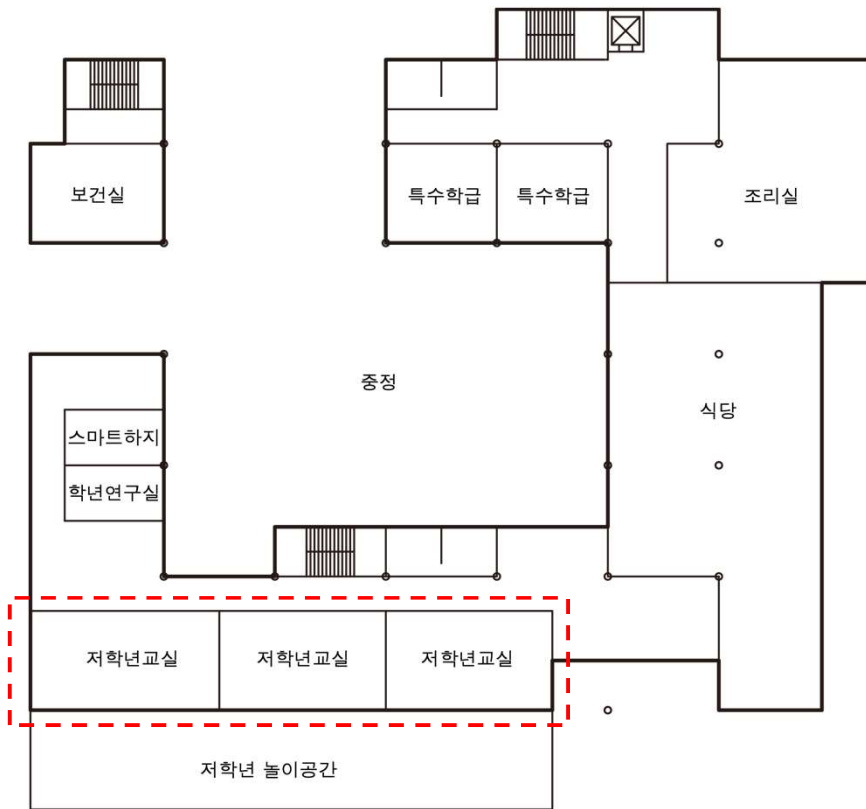 보건실
특수학급
특수학급
조리실
중정
식당
스마트하지
학년연구실
저학년교실
저학년교실
저학년교실
저학년 놀이공간